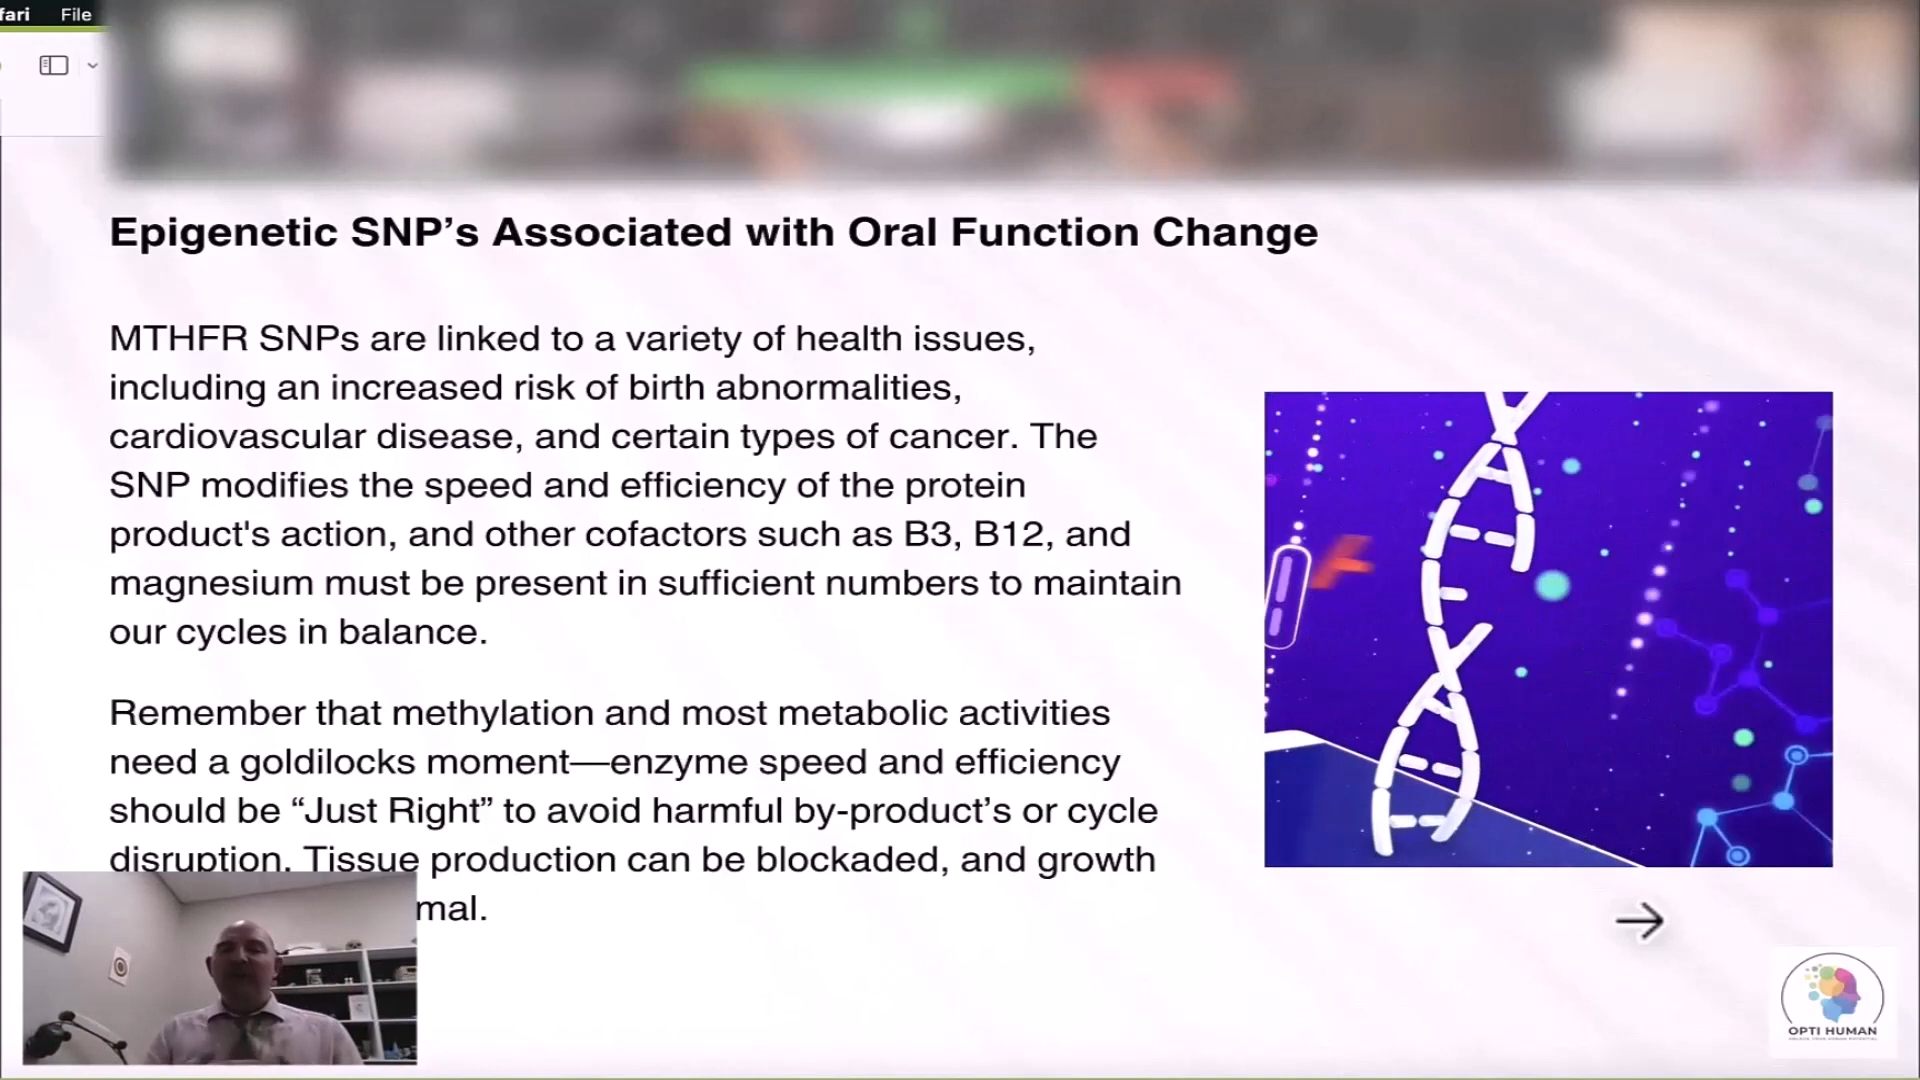 fari File
Epigenetic SNP’s Associated with Oral Function Change
MTHFR SNPs are linked to a variety of health issues,
including an increased risk of birth abnormalities,
cardiovascular disease, and certain types of cancer. The
SNP modifies the speed and efficiency of the protein
product's action, and other cofactors such as B3, B12, and
magnesium must be present in sufficient numbers to maintain
our cycles in balance.
Remember that methylation and most metabolic activities
need a goldilocks moment—enzyme speed and efficiency
should be “Just Right” to avoid harmful by-product’s or cycle
disruption. Tissue production can be blockaded, and growth
mal.
OPTI HUMAN